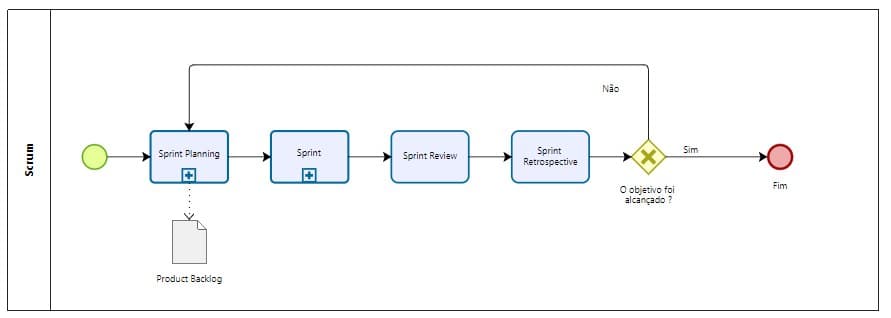 Scrum
Não
Sprint Planning
Sprint
Sprint Review
Sprint
Retrospective
Sim
O objetivo foi
alcançado ?
Fim
Product Backlog